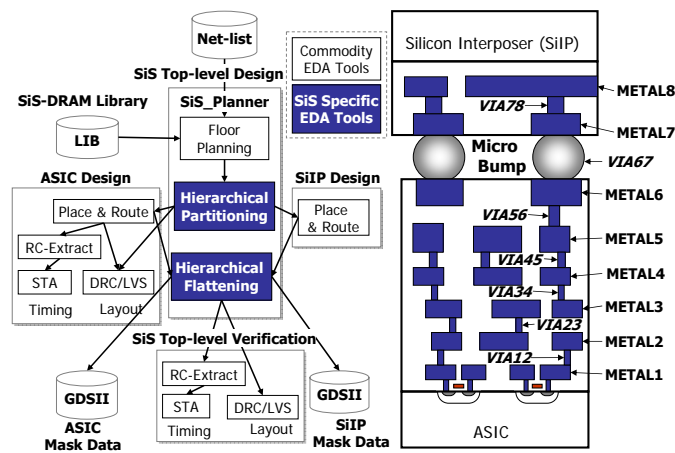 Net-list
SiS Top-level Design
SiS-DRAM Library
LIB
SiS_Planner
Floor
Planning
Commodity
EDA Tools
SiS Specific
EDA Tools
ASIC Design
Place & Route
RC-Extract
STA
DRC/LVS
Timing
Layout
Hierarchical
Partitioning
Hierarchical
Flattening
SiIP Design
Place
& Route
SiS Top-level Verification
RC-Extract
STA
DRC/LVS
Timing
Layout
GDSII
ASIC
Mask Data
GDSII
SiIP
Mask Data
Silicon Interposer (SiIP)
VIA78
METAL8
METAL7
Micro
Bump
VIA67
METAL6
VIA56
METAL5
VIA45
METAL4
VIA34
METAL3
VIA23
METAL2
VIA12
METAL1
ASIC